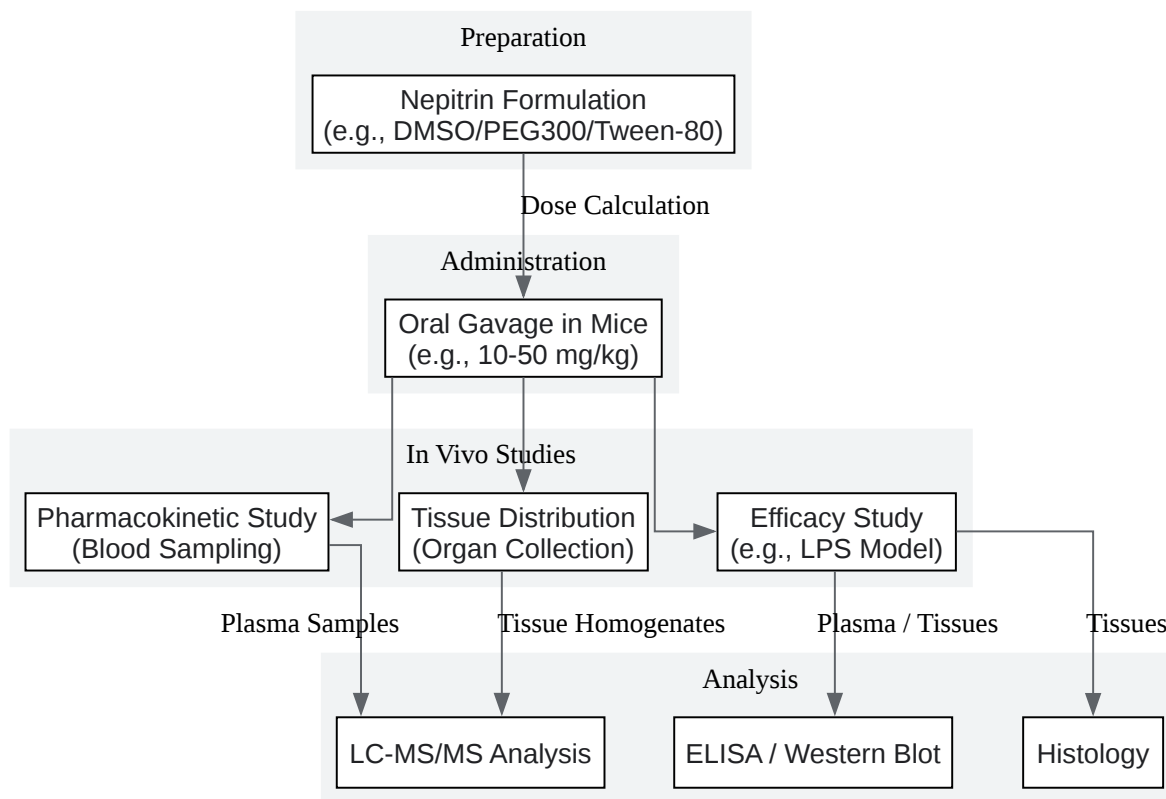 Preparation
Nepitrin Formulation
(e.g., DMSO/PEG300/Tween-80)
Dose Calculation
Administration
Oral Gavage in Mice
(e.g., 10-50 mg/kg)
In Vivo Studies
Pharmacokinetic Study
(Blood Sampling)
Tissue Distribution
(Organ Collection)
Efficacy Study
(e.g., LPS Model)
Plasma Samples
Tissue Homogenates
Plasma / Tissues
Tissues
Analysis
LC-MS/MS Analysis
ELISA / Western Blot
Histology